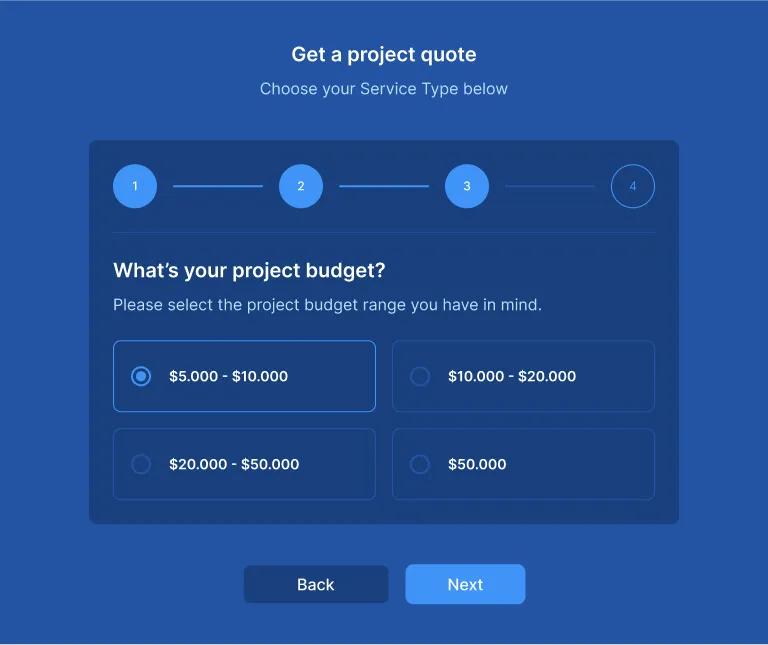 Get a project quote
Choose your Service Type below
1 2 3 4
What’s your project budget?
Please select the project budget range you have in mind.
$5.000 - $10.000
$10.000 - $20.000
$20.000 - $50.000
$50.000
Back
Next